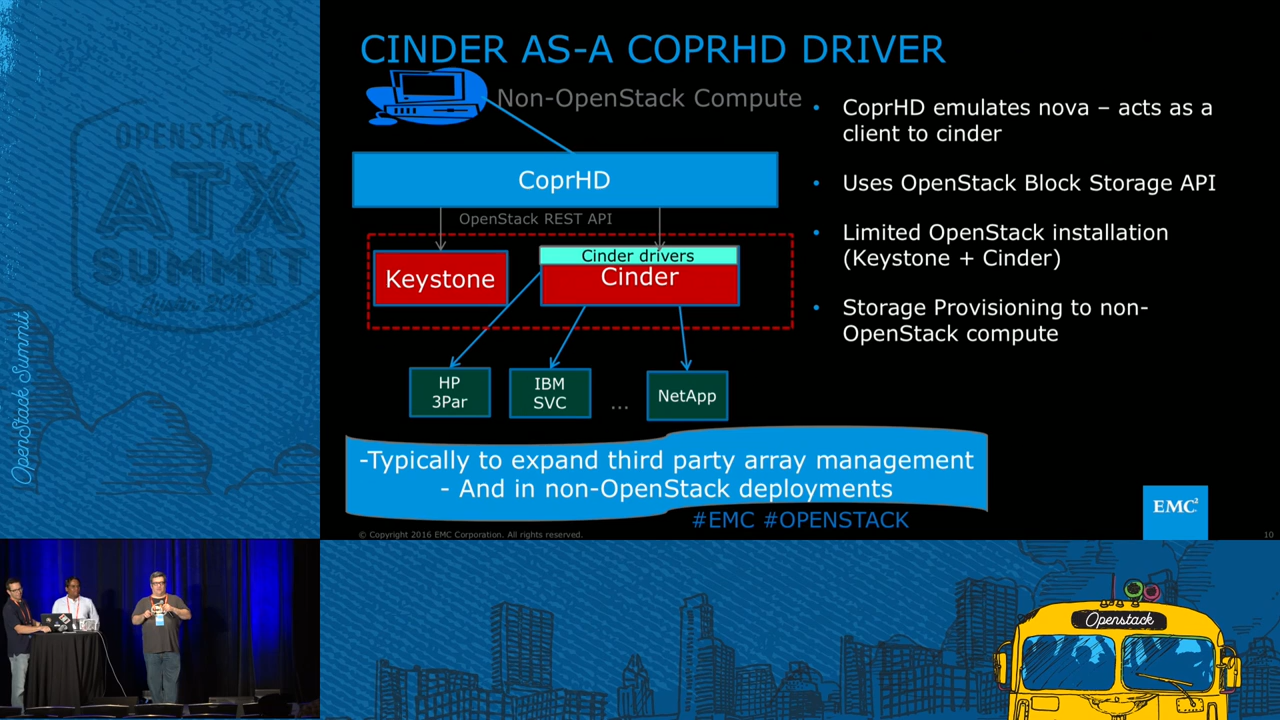 CINDER AS-A COPRHD DRIVER
Non-OpenStack Compute
CoprHD
OpenStack REST API
Keystone
Cinder drivers
Cinder
HP
3Par
IBM
SVC
...
NetApp
• CoprHD emulates nova – acts as a
client to cinder
• Uses OpenStack Block Storage API
• Limited OpenStack installation
(Keystone + Cinder)
• Storage Provisioning to non-
OpenStack compute
-Typically to expand third party array management
- And in non-OpenStack deployments
#EMC #OPENSTACK
EMC²
© Copyright 2016 EMC Corporation. All rights reserved.
10
OPENSTACK
ATX
SUMMIT
OpenStack Summit
Openstack